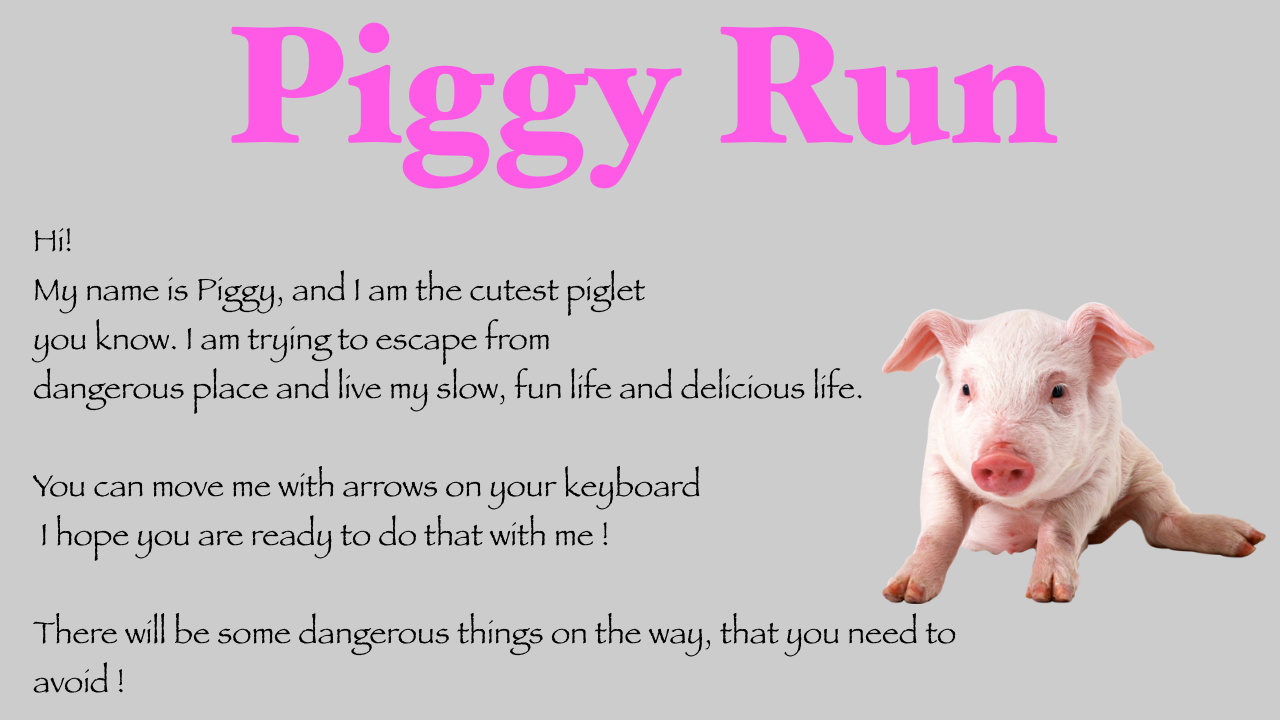 Piggy Run
Hi!
My name is Piggy, and I am the cutest piglet
you know. I am trying to escape from
dangerous place and live my slow, fun life and delicious life.
You can move me with arrows on your keyboard
I hope you are ready to do that with me !
There will be some dangerous things on the way, that you need to
avoid !